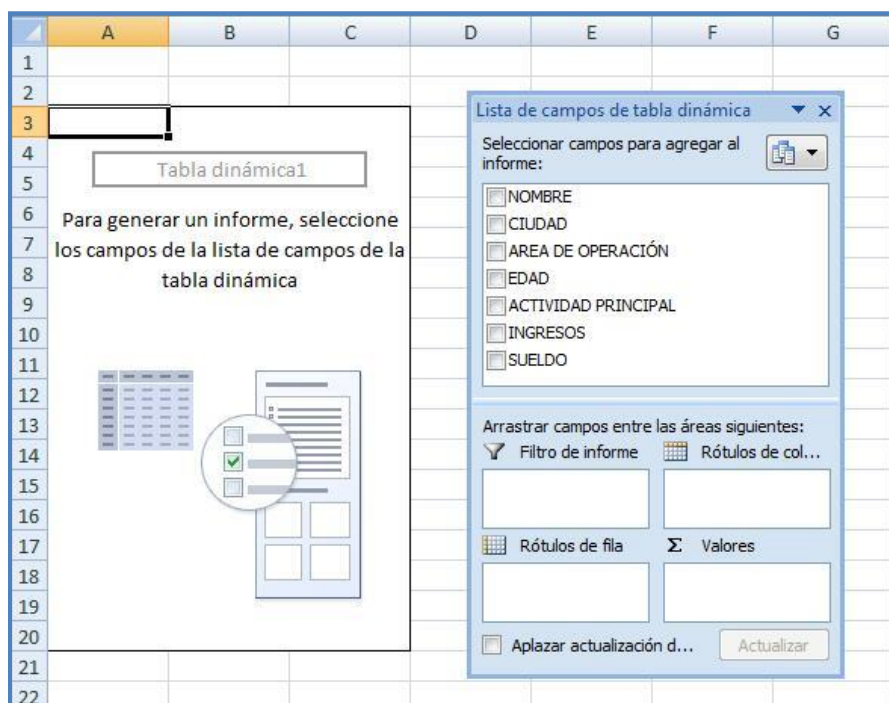 A B C D E F G
1
2
3
4
5
6
7
8
9
10
11
12
13
14
15
16
17
18
19
20
21
22
Tabla dinámica1
Para generar un informe, seleccione
los campos de la lista de campos de la
tabla dinámica
Lista de campos de tabla dinámica
Seleccionar campos para agregar al
informe:
NOMBRE
CIUDAD
AREA DE OPERACIÓN
EDAD
ACTIVIDAD PRINCIPAL
INGRESOS
SUELDO
Arrastrar campos entre las áreas siguientes:
Filtro de informe Rótulos de col...
Rótulos de fila Σ Valores
Aplazar actualización d... Actualizar